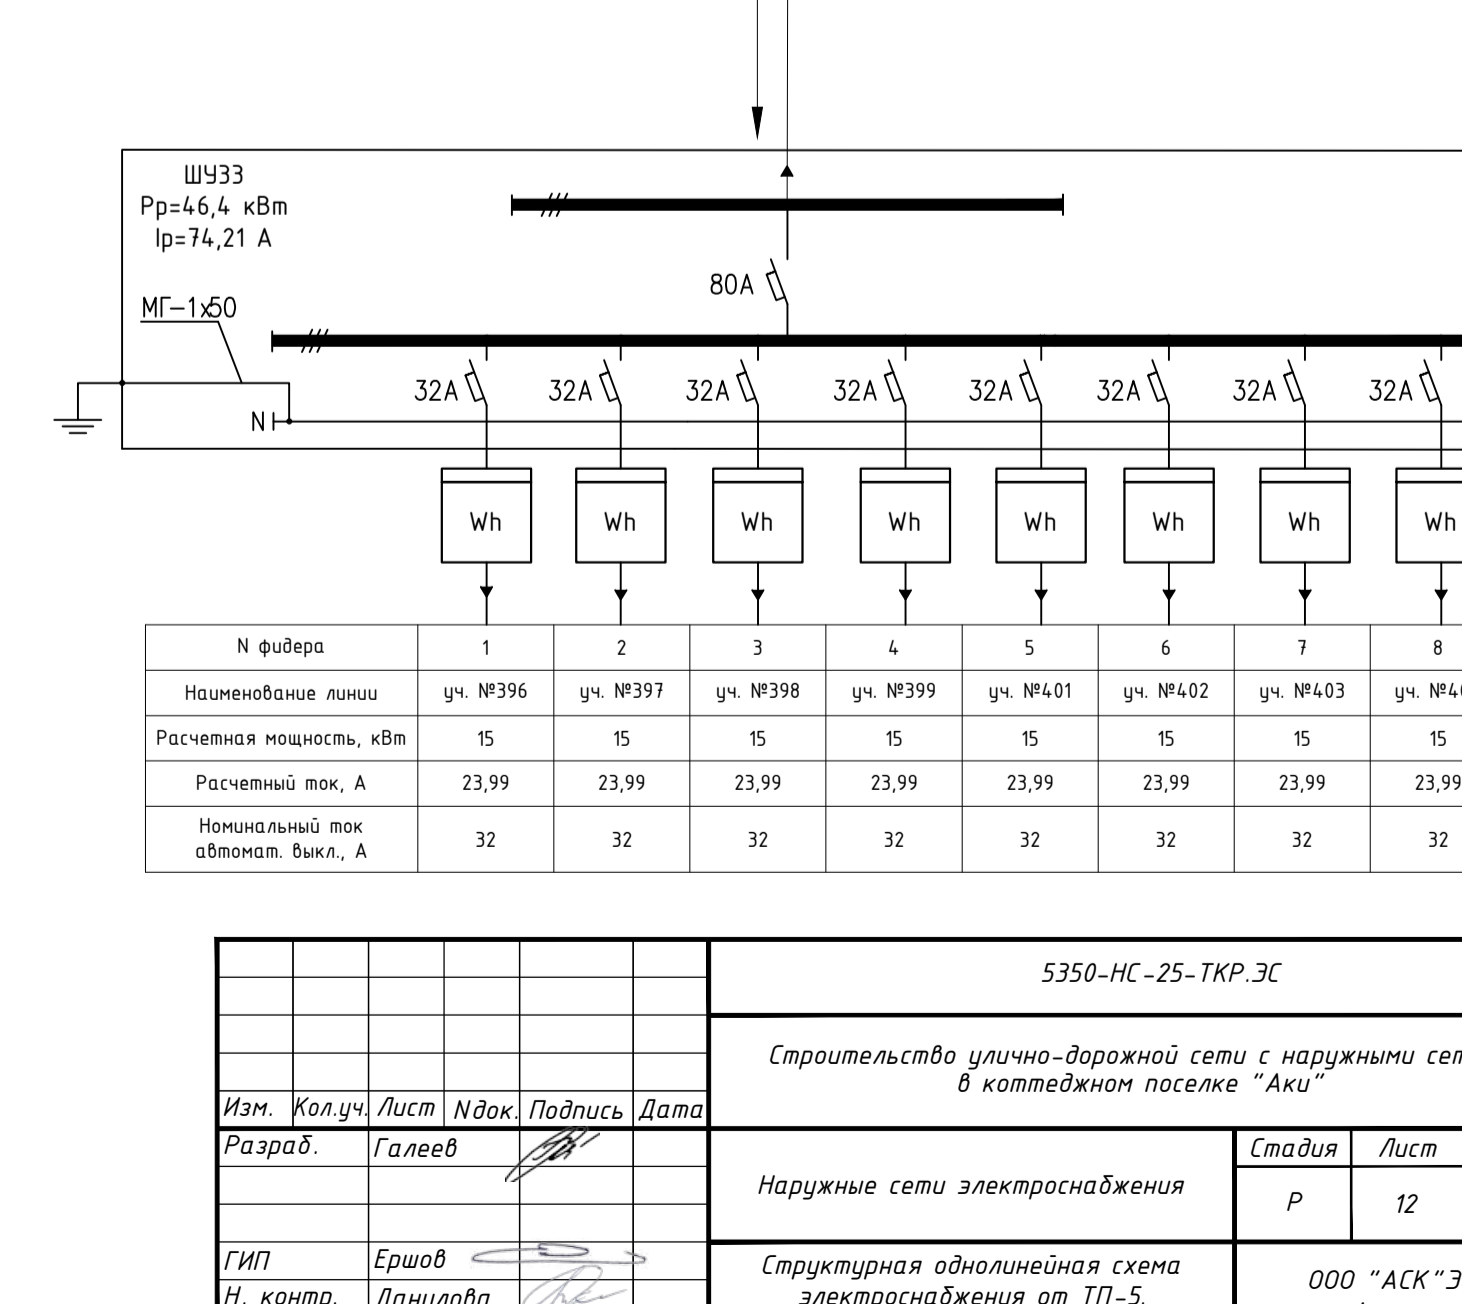 ШУ33
Рр=46,4 кВт
Iр=74,21 А
МГ-1х50
80А
32А 32А 32А 32А 32А 32А 32А 32А
N
Wh Wh Wh Wh Wh Wh Wh Wh
N фидера 1 2 3 4 5 6 7 8
Наименование линии уч. №396 уч. №397 уч. №398 уч. №399 уч. №401 уч. №402 уч. №403 уч.
Расчетная мощность, кВт 15 15 15 15 15 15 15 15
Расчетный ток, А 23,99 23,99 23,99 23,99 23,99 23,99 23,99 23,99
Номинальный ток
автомат. выкл., А 32 32 32 32 32 32 32 32
5350-НС-25-ТКР.ЭС
Строительство улично-дорожной сети с наружными
в коттеджном поселке "Аки"
Изм. Кол.уч. Лист Nдок. Подпись Дата
Разраб. Галеев
Стадия Лист
Наружные сети электроснабжения
Р 12
ГИП Ершов
Структурная однолинейная схема
ООО "АСК"Э
Н. контр. Данилова
электроснабжения от ТП-5.